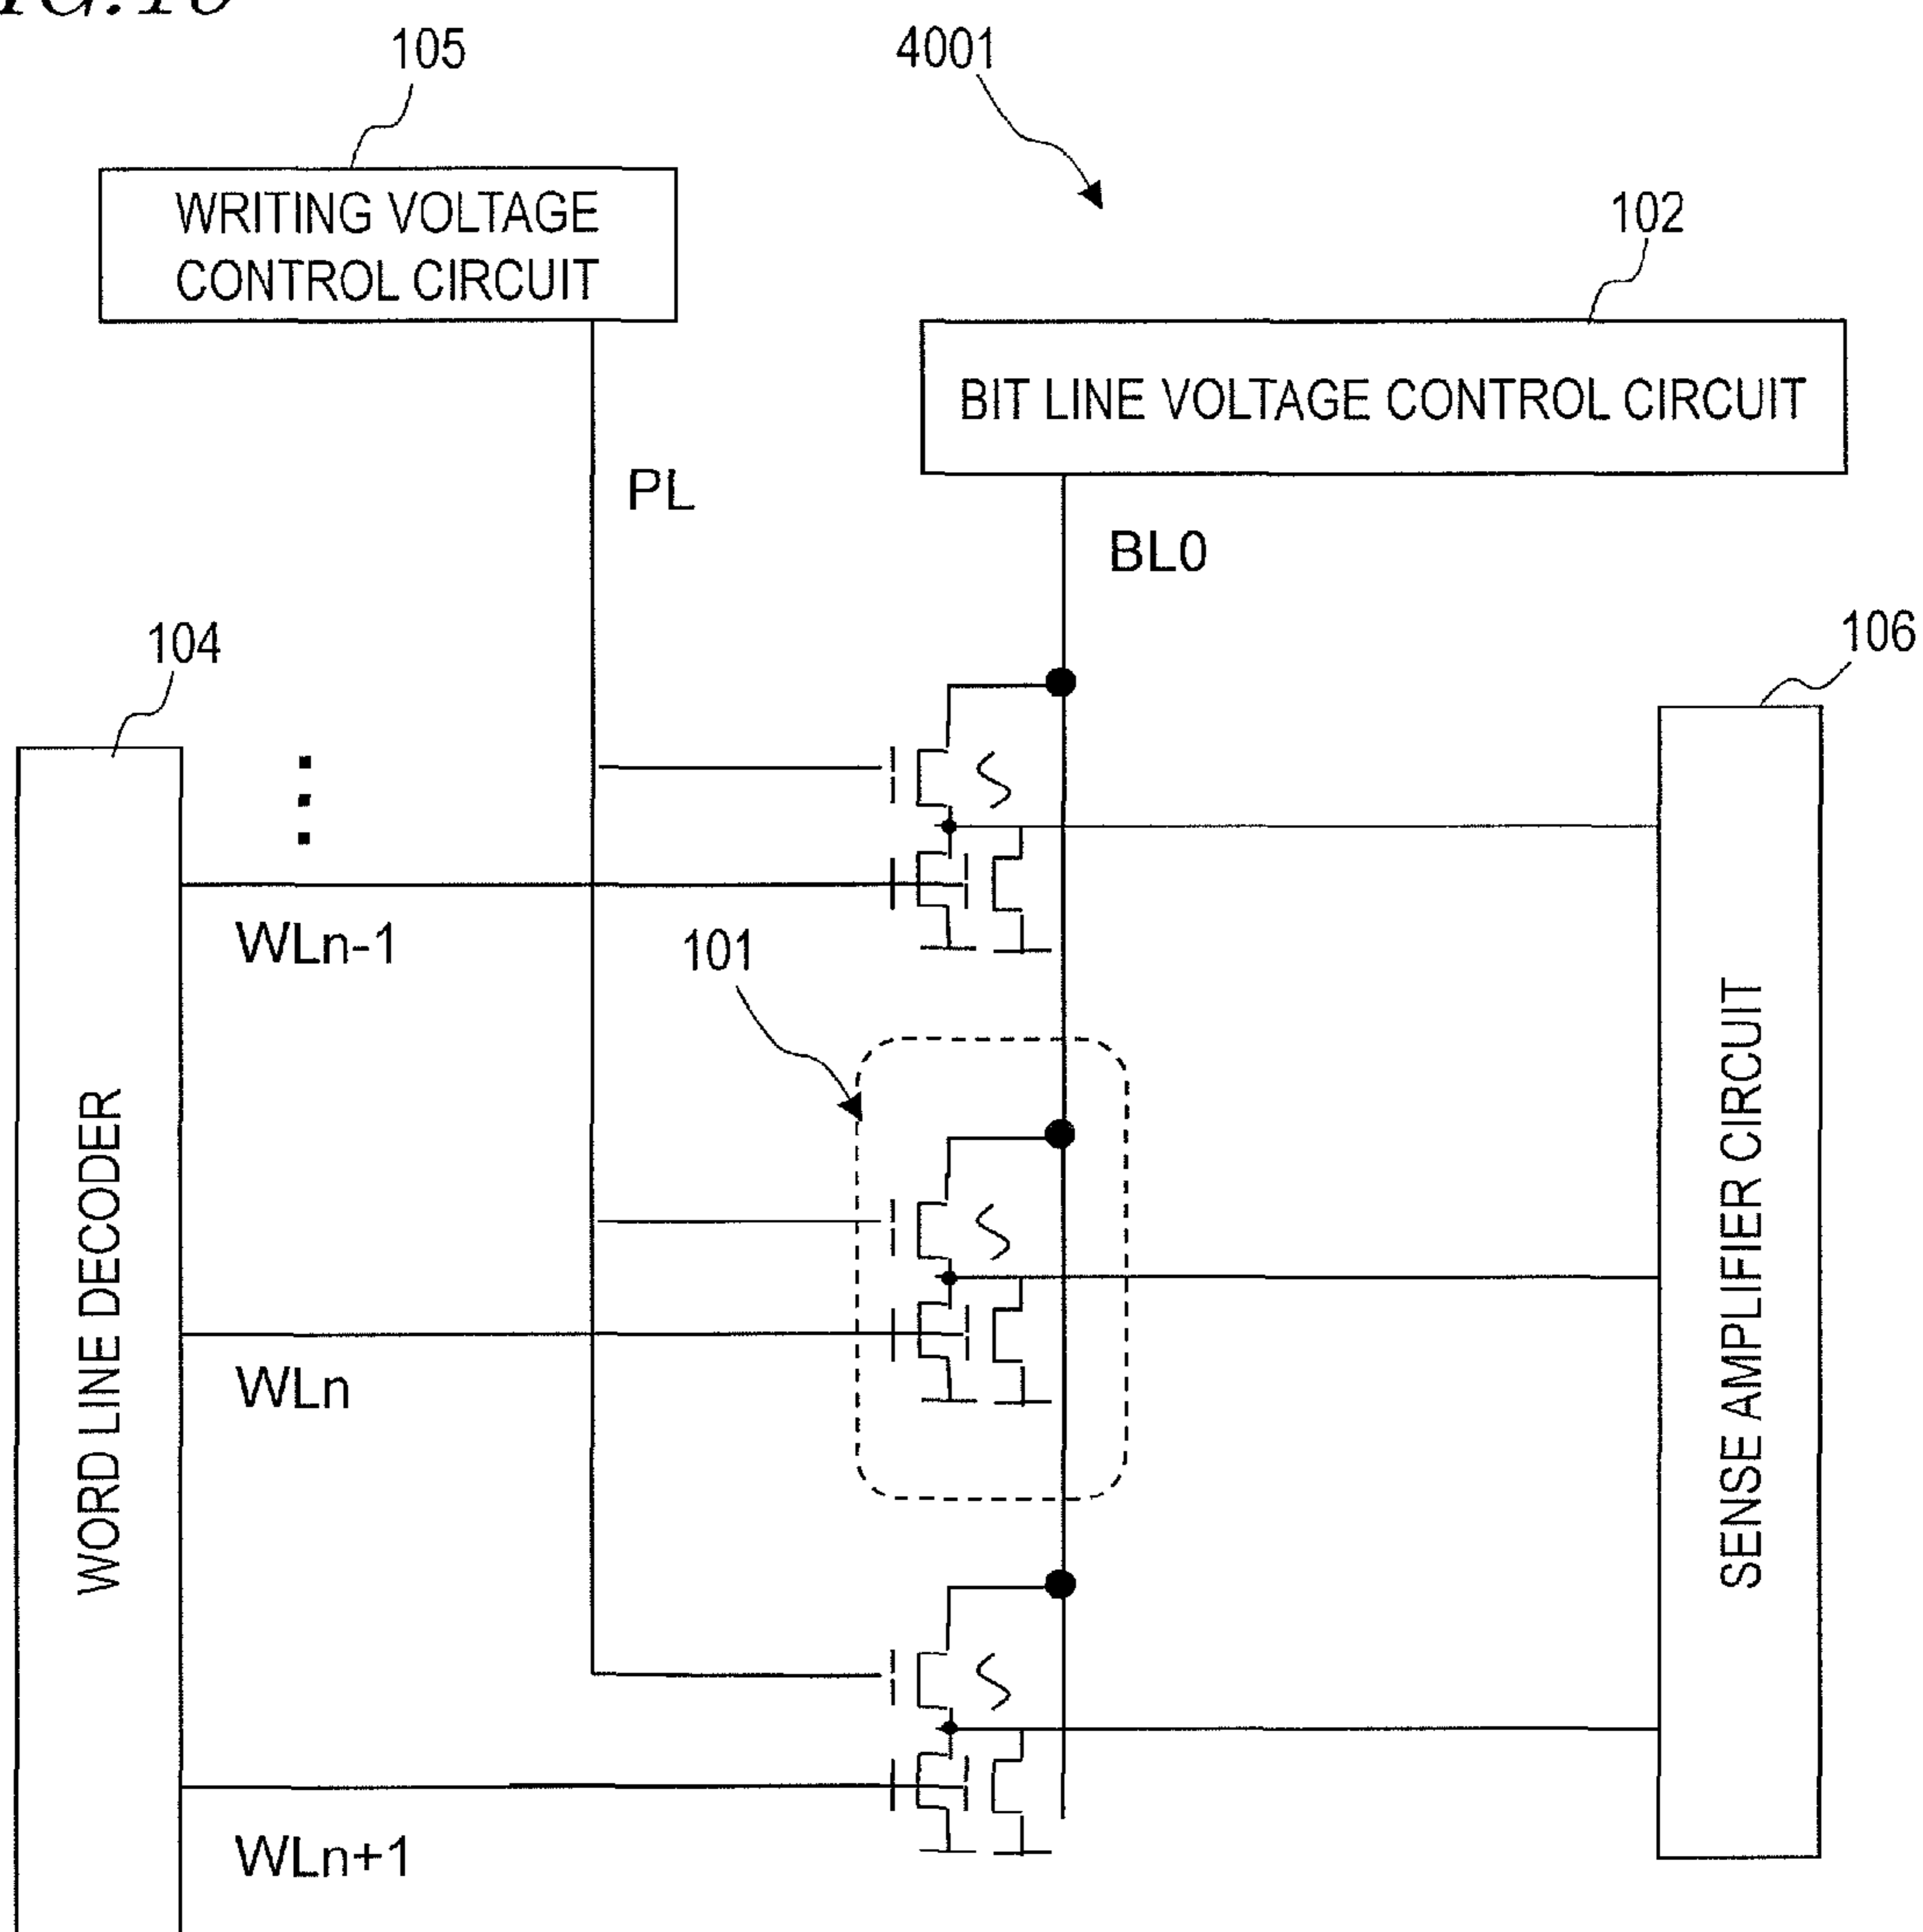 105
4001
WRITING VOLTAGE
CONTROL CIRCUIT
102
BIT LINE VOLTAGE CONTROL CIRCUIT
PL
BL0
104
106
WLn-1
101
WORD LINE DECODER
SENSE AMPLIFIER CIRCUIT
WLn
WLn+1